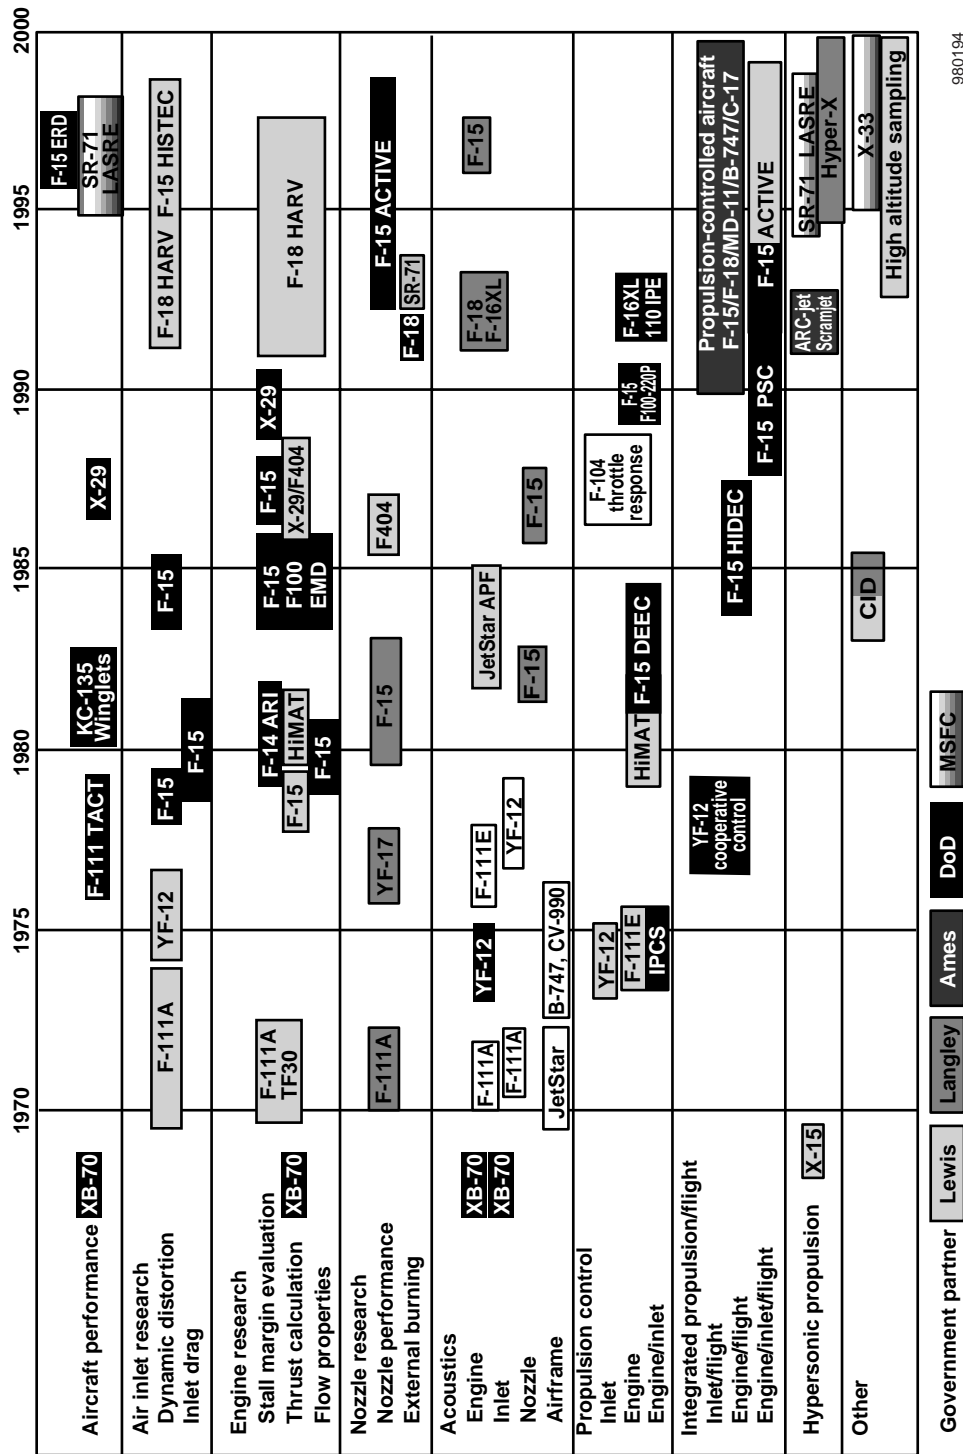 1970
1975
1980
1985
1990
1995
2000
Aircraft performance
XB-70
F-111 TACT
KC-135
Winglets
X-29
F-15 ERD
SR-71
LASRE
Air inlet research
Dynamic distortion
F-111A
YF-12
F-15
F-15
F-18 HARV
F-15 HISTEC
Inlet drag
F-15
Engine research
Stall margin evaluation
F-111A
TF30
F-14 ARI
F-15
F100
EMD
F-15
X-29
F-18 HARV
Thrust calculation
XB-70
F-15
HiMAT
X-29/F404
Flow properties
F-15
Nozzle research
Nozzle performance
F-111A
YF-17
F-15
F404
F-15 ACTIVE
External burning
F-18
SR-71
Acoustics
Engine
XB-70
F-111A
YF-12
F-111E
JetStar APF
F-18
F-16XL
F-15
Inlet
XB-70
F-111A
YF-12
Nozzle
F-15
F-15
Airframe
JetStar
B-747, CV-990
Propulsion control
Inlet
YF-12
F-104
throttle
response
Engine
F-111E
HiMAT
F-15 DEEC
F-15
F100-220P
F-16XL
110 IPE
Engine/inlet
IPCS
Integrated propulsion/flight
Inlet/flight
YF-12
cooperative
control
Propulsion-controlled aircraft
F-15/F-18/MD-11/B-747/C-17
Engine/flight
F-15 HIDEC
Engine/inlet/flight
F-15 PSC
F-15 ACTIVE
Hypersonic propulsion
X-15
ARC-jet
Scramjet
SR-71 LASRE
Hyper-X
Other
CID
X-33
High altitude sampling
Government partner
Lewis
Langley
Ames
DoD
MSFC
980194